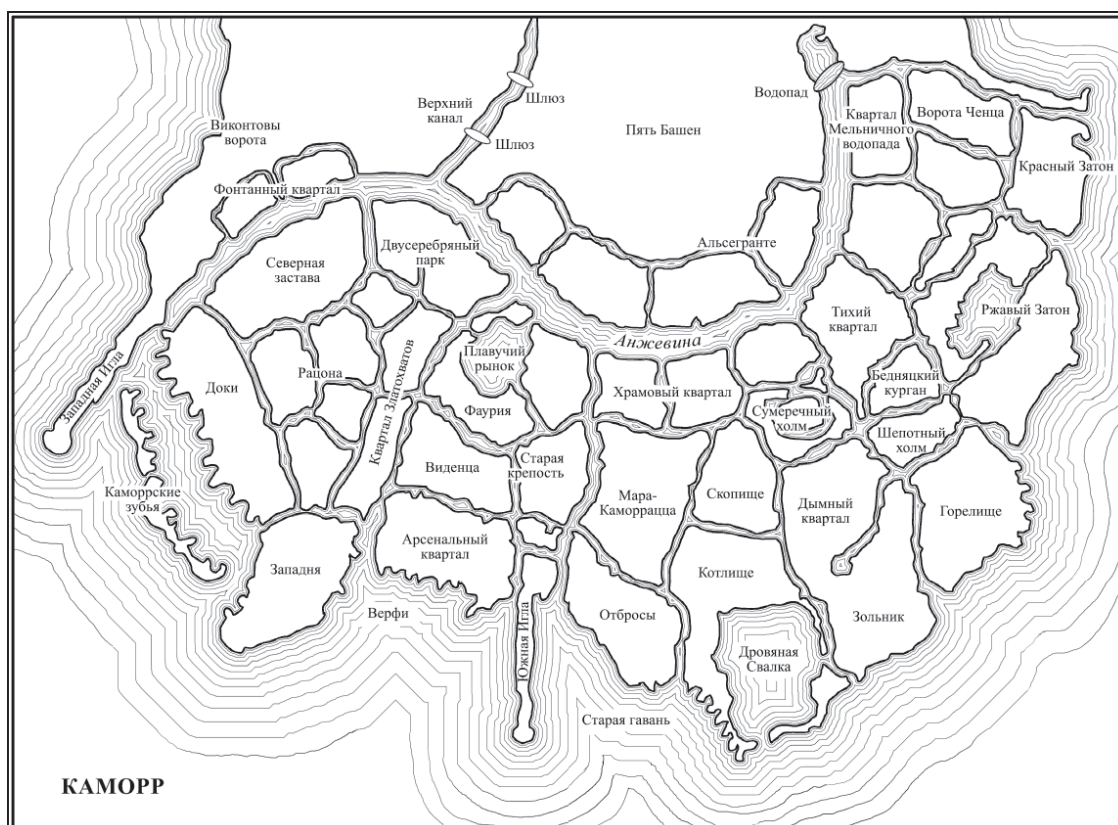 Шлюз
Водопад
Верхний
канал
Шлюз
Виконтовы
ворота
Пять Башен
Квартал
Мельничного
водопада
Ворота Ченца
Красный Затон
Фонтанный квартал
Двусеребряный
парк
Альсегранте
Северная
застава
Тихий
квартал
Ржавый Затон
Анжевина
Плавучий
рынок
Западная Игла
Доки
Рацона
Квартал Златохватов
Фаурия
Храмовый квартал
Сумеречный
холм
Бедняцкий
курган
Шепотный
холм
Старая
крепость
Виденца
Каморрские
зубья
Мара-
Каморрацца
Скопище
Дымный
квартал
Горелище
Арсенальный
квартал
Западня
Котлище
Верфи
Отбросы
Зольник
Южная Игла
Дровяная
Свалка
Старая гавань
КАМОРР